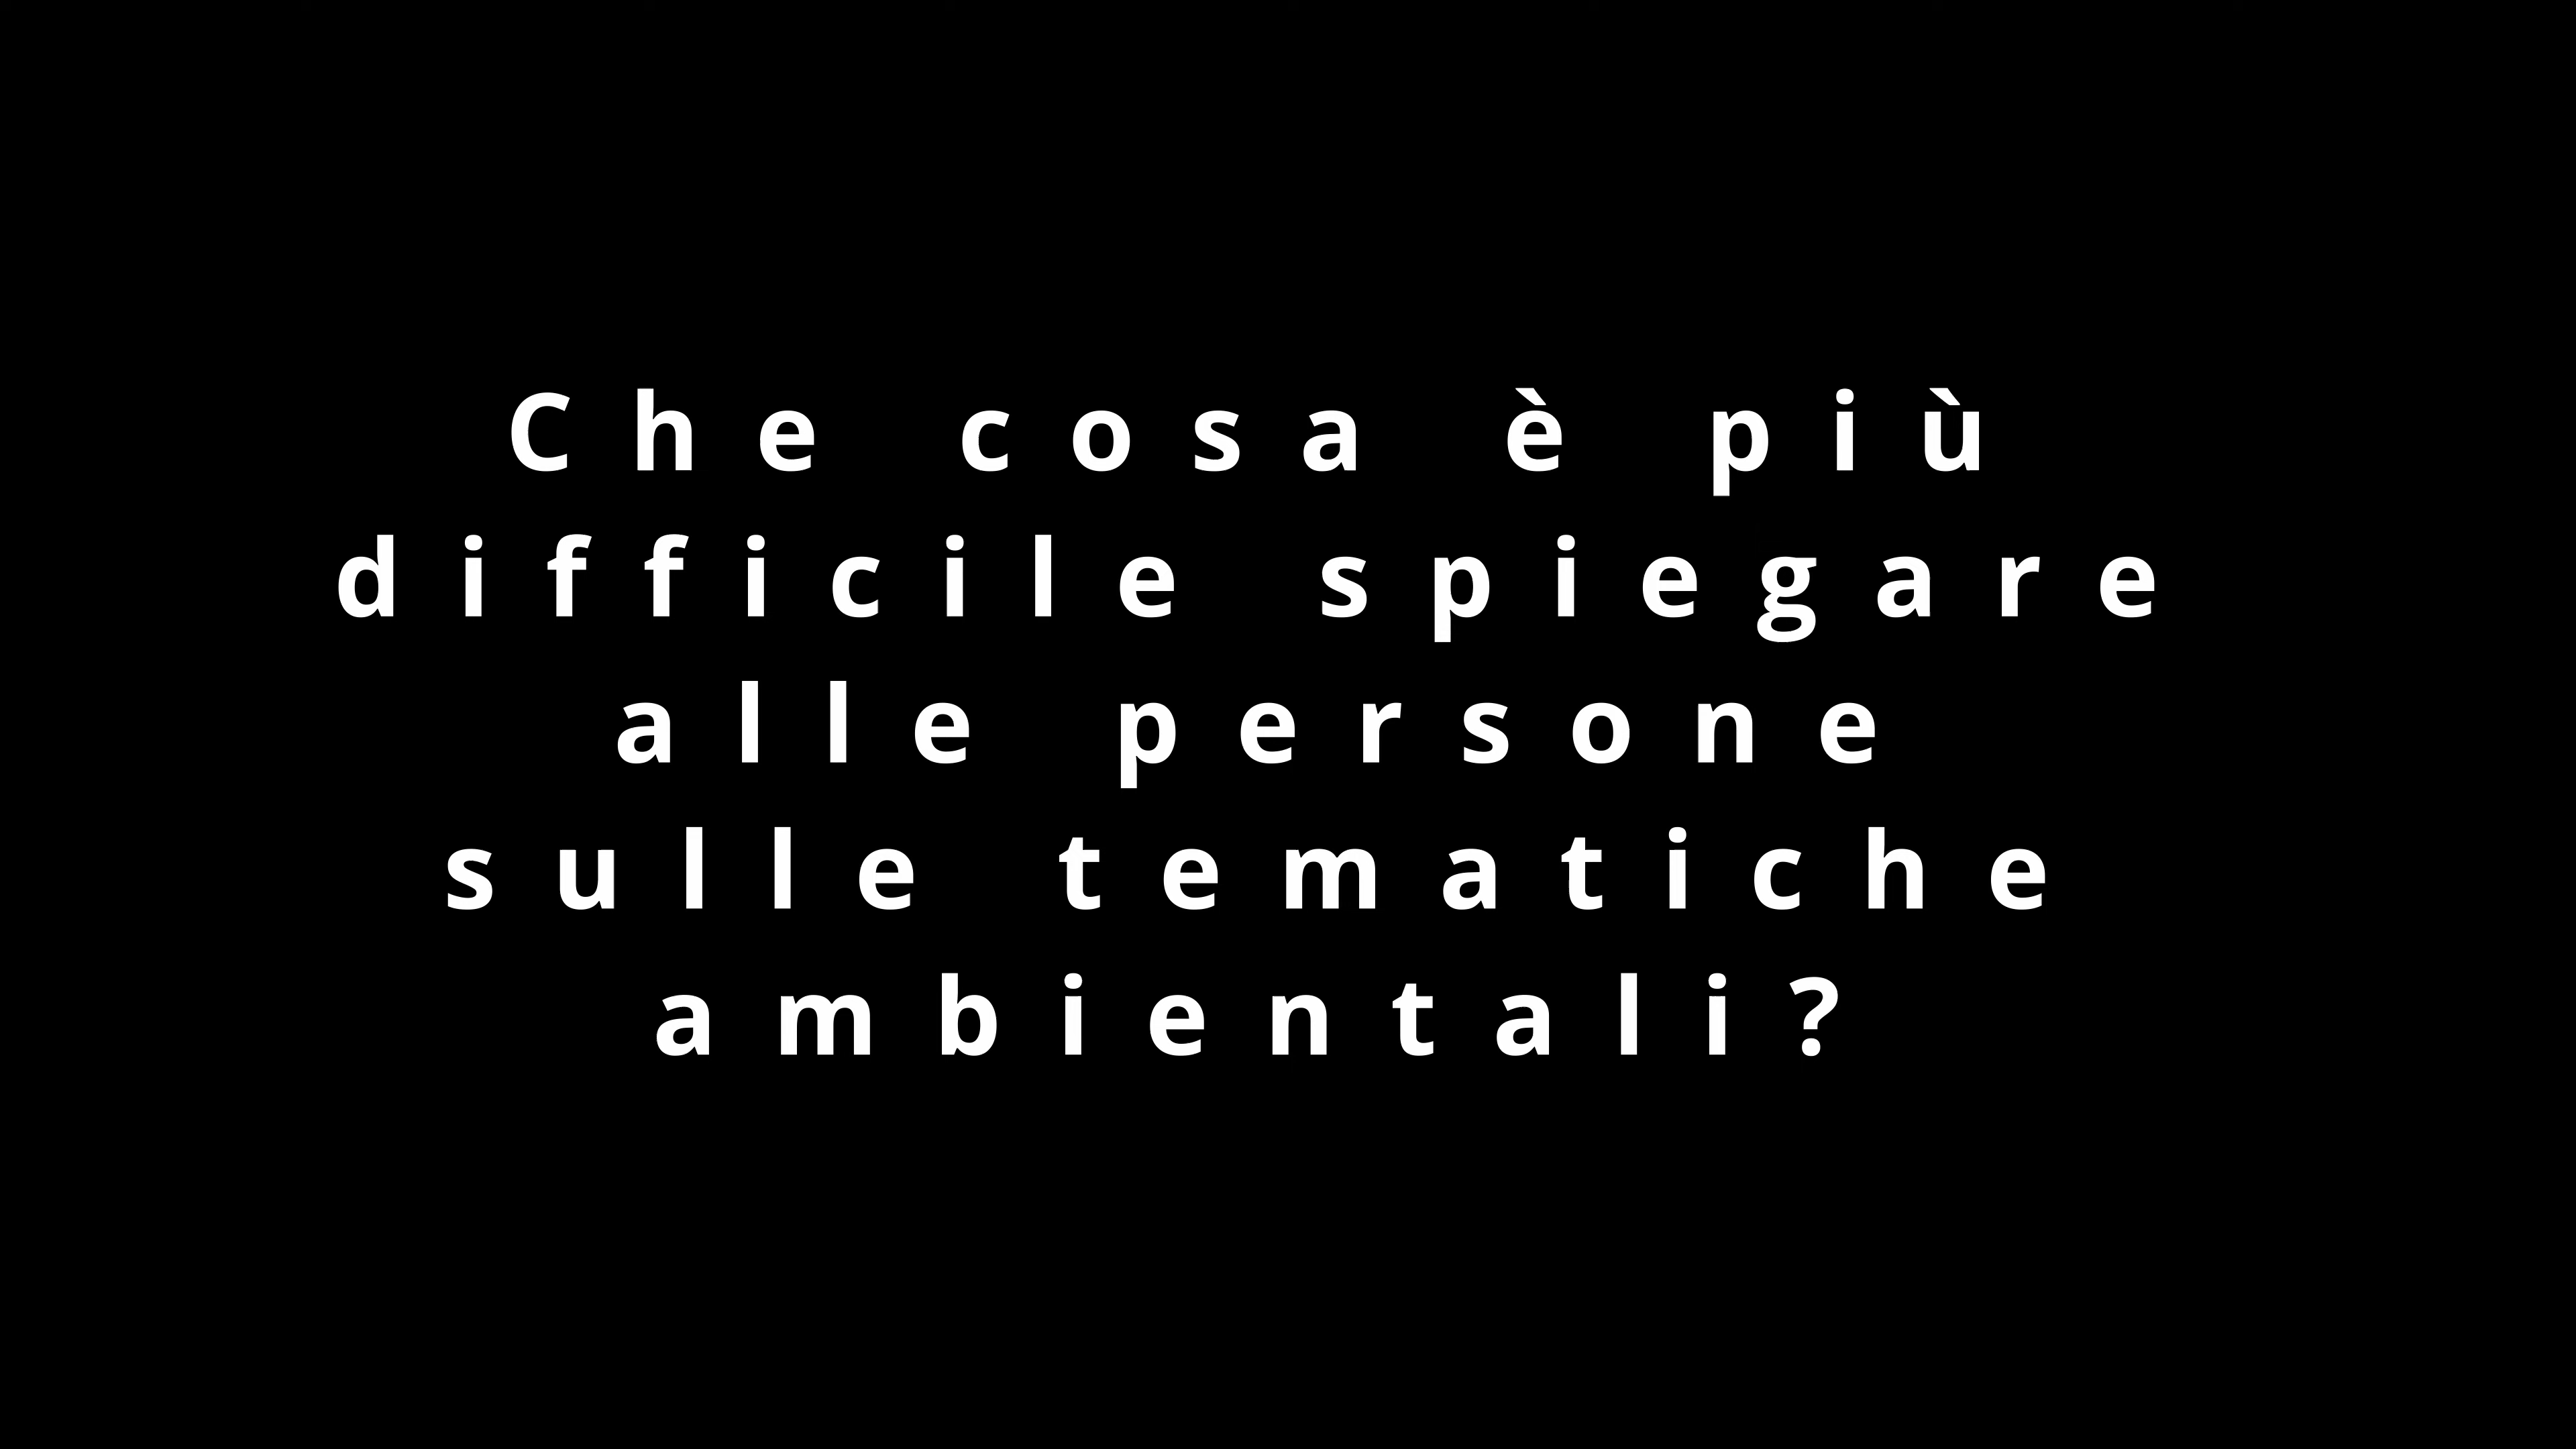 Che cosa è più
difficile spiegare
alle persone
sulle tematiche
ambientali?